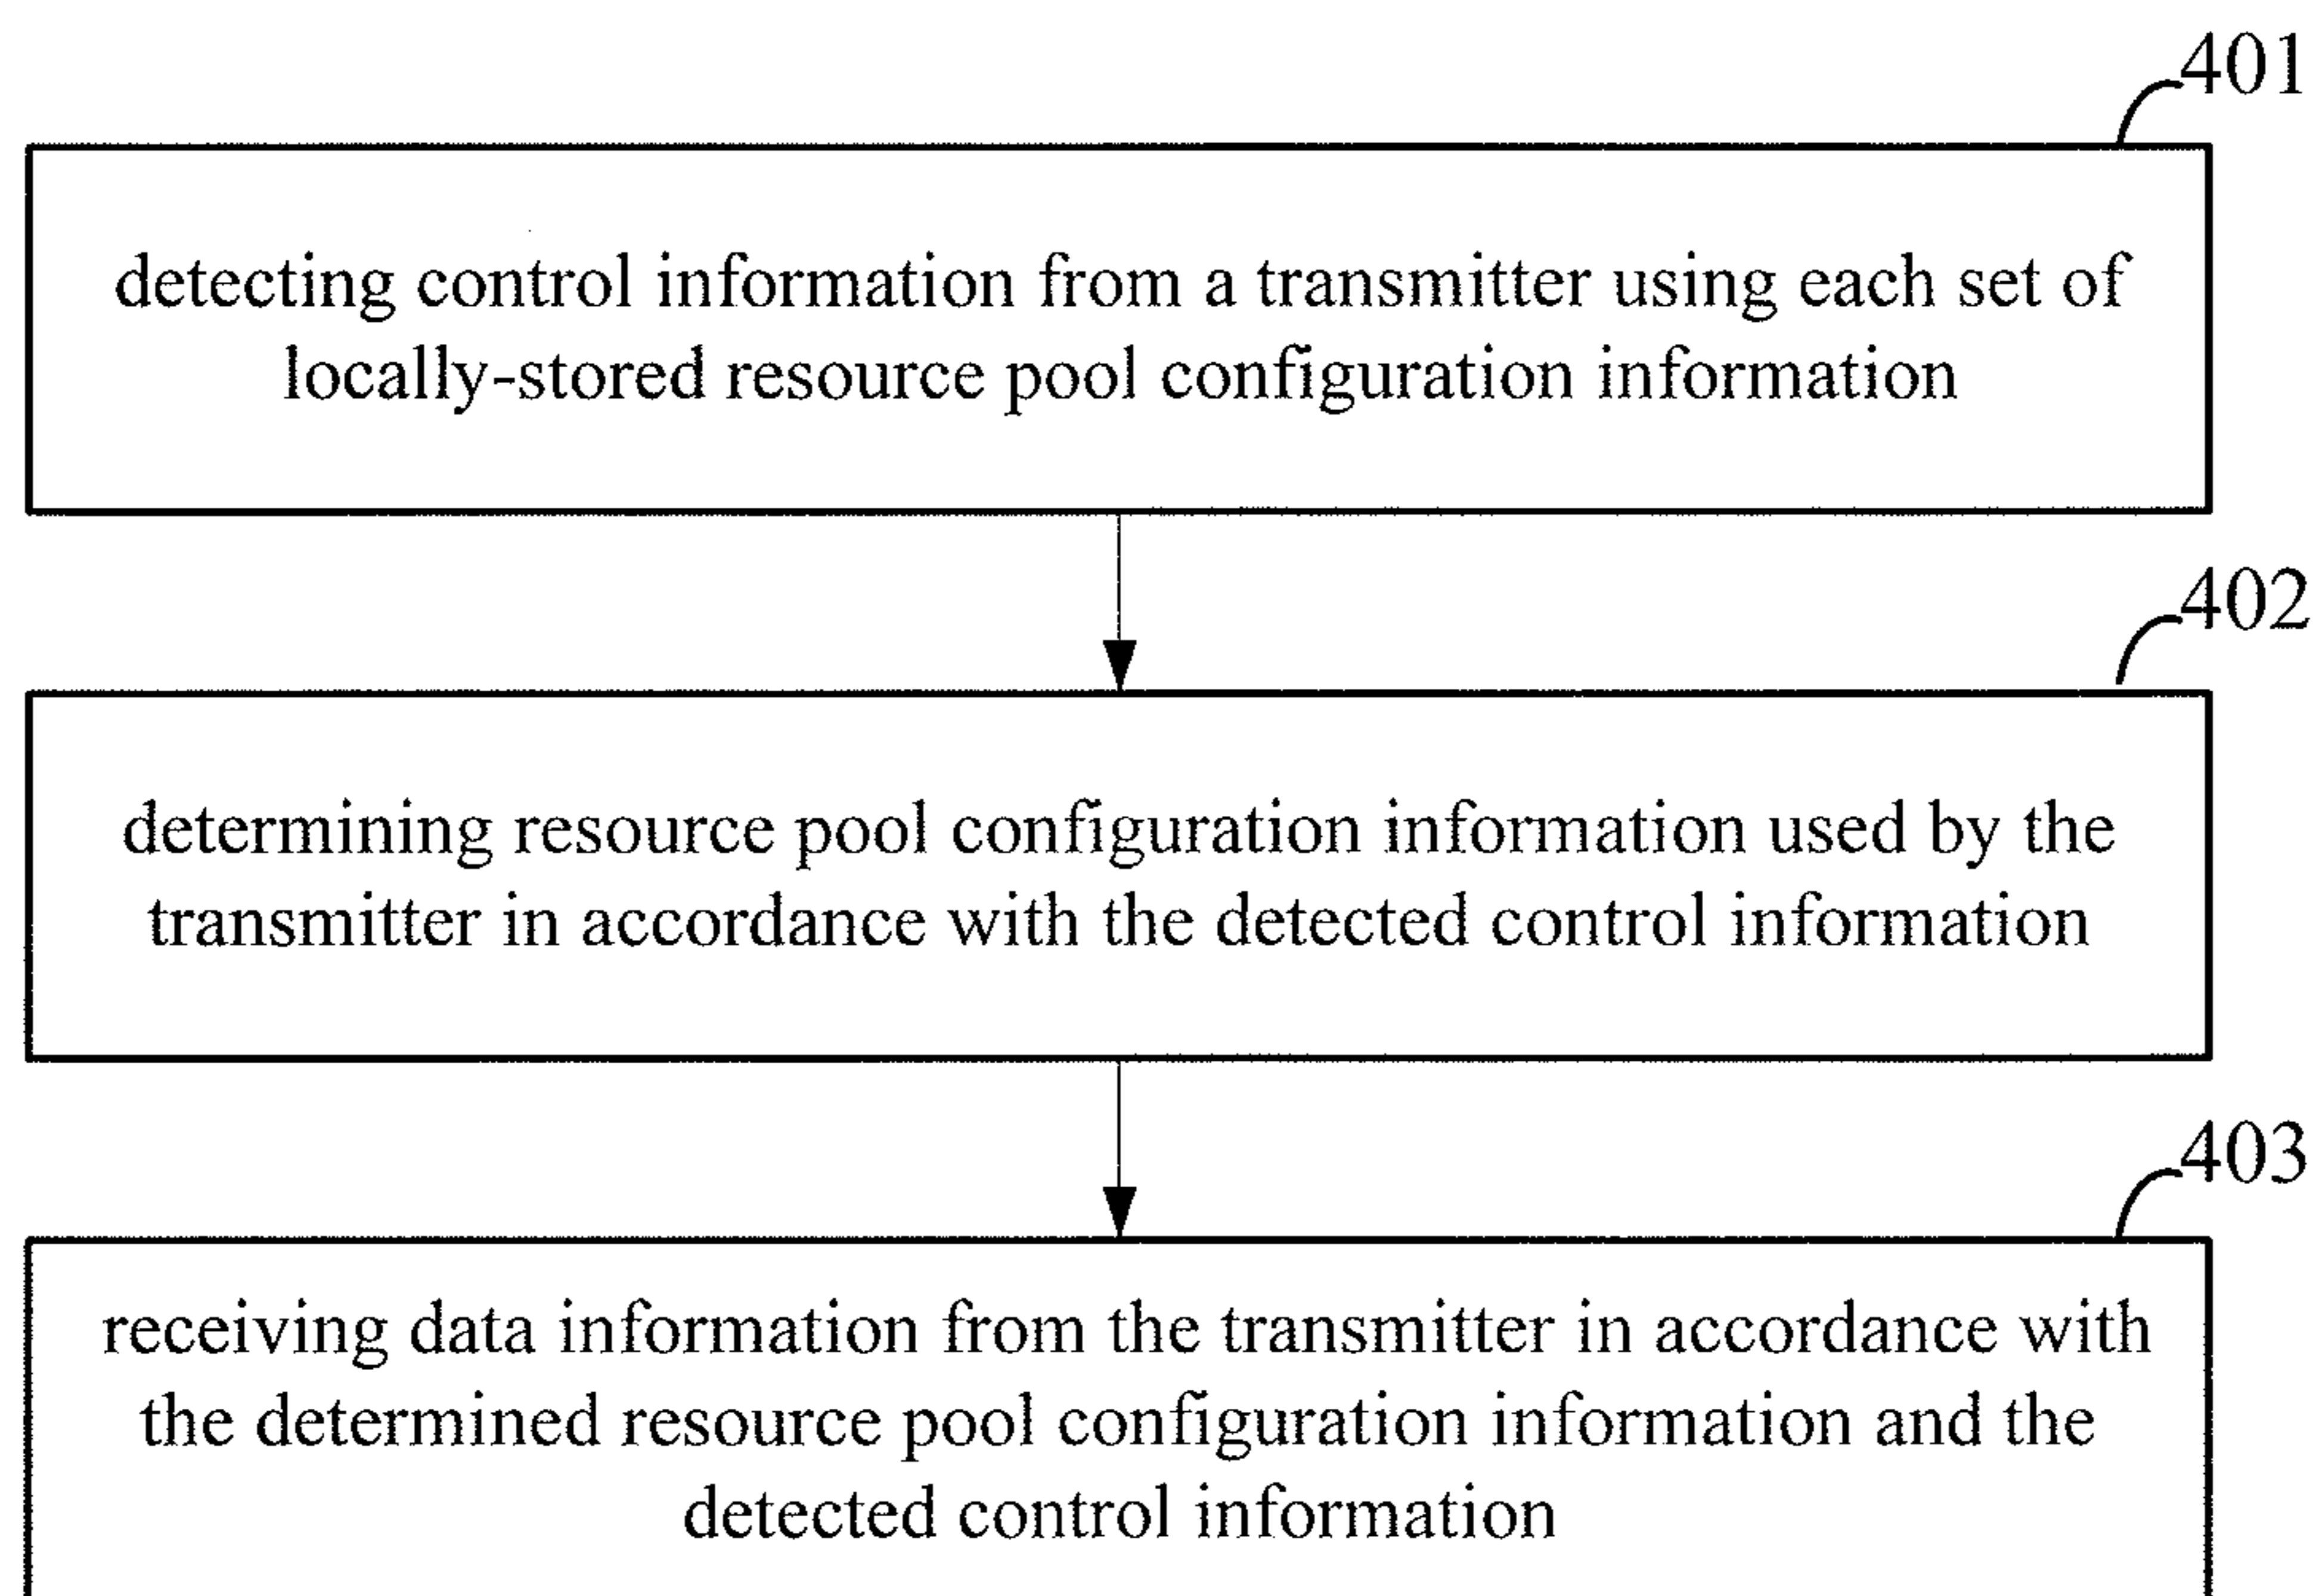 401
detecting control information from a transmitter using each set of
locally-stored resource pool configuration information
402
determining resource pool configuration information used by the
transmitter in accordance with the detected control information
403
receiving data information from the transmitter in accordance with
the determined resource pool configuration information and the
detected control information